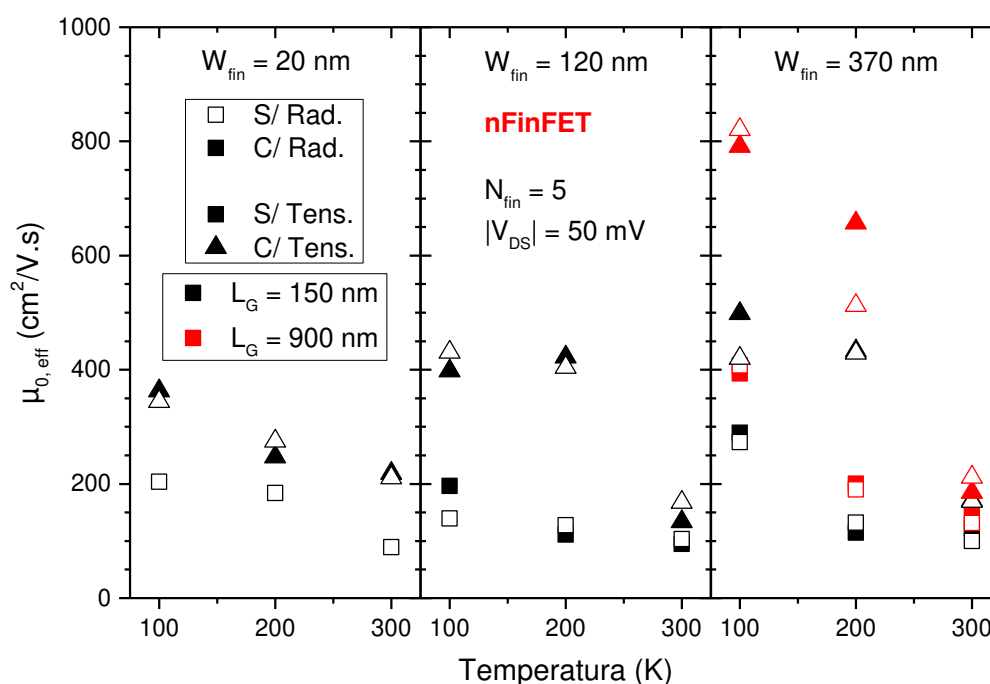 1000
800
600
400
200
0
μ0, eff (cm²/V.s)
Wfin = 20 nm
S/ Rad.
C/ Rad.
S/ Tens.
C/ Tens.
LG = 150 nm
LG = 900 nm
Wfin = 120 nm
nFinFET
Nfin = 5
|VDS| = 50 mV
Wfin = 370 nm
100 200 300 100 200 300 100 200 300
Temperatura (K)